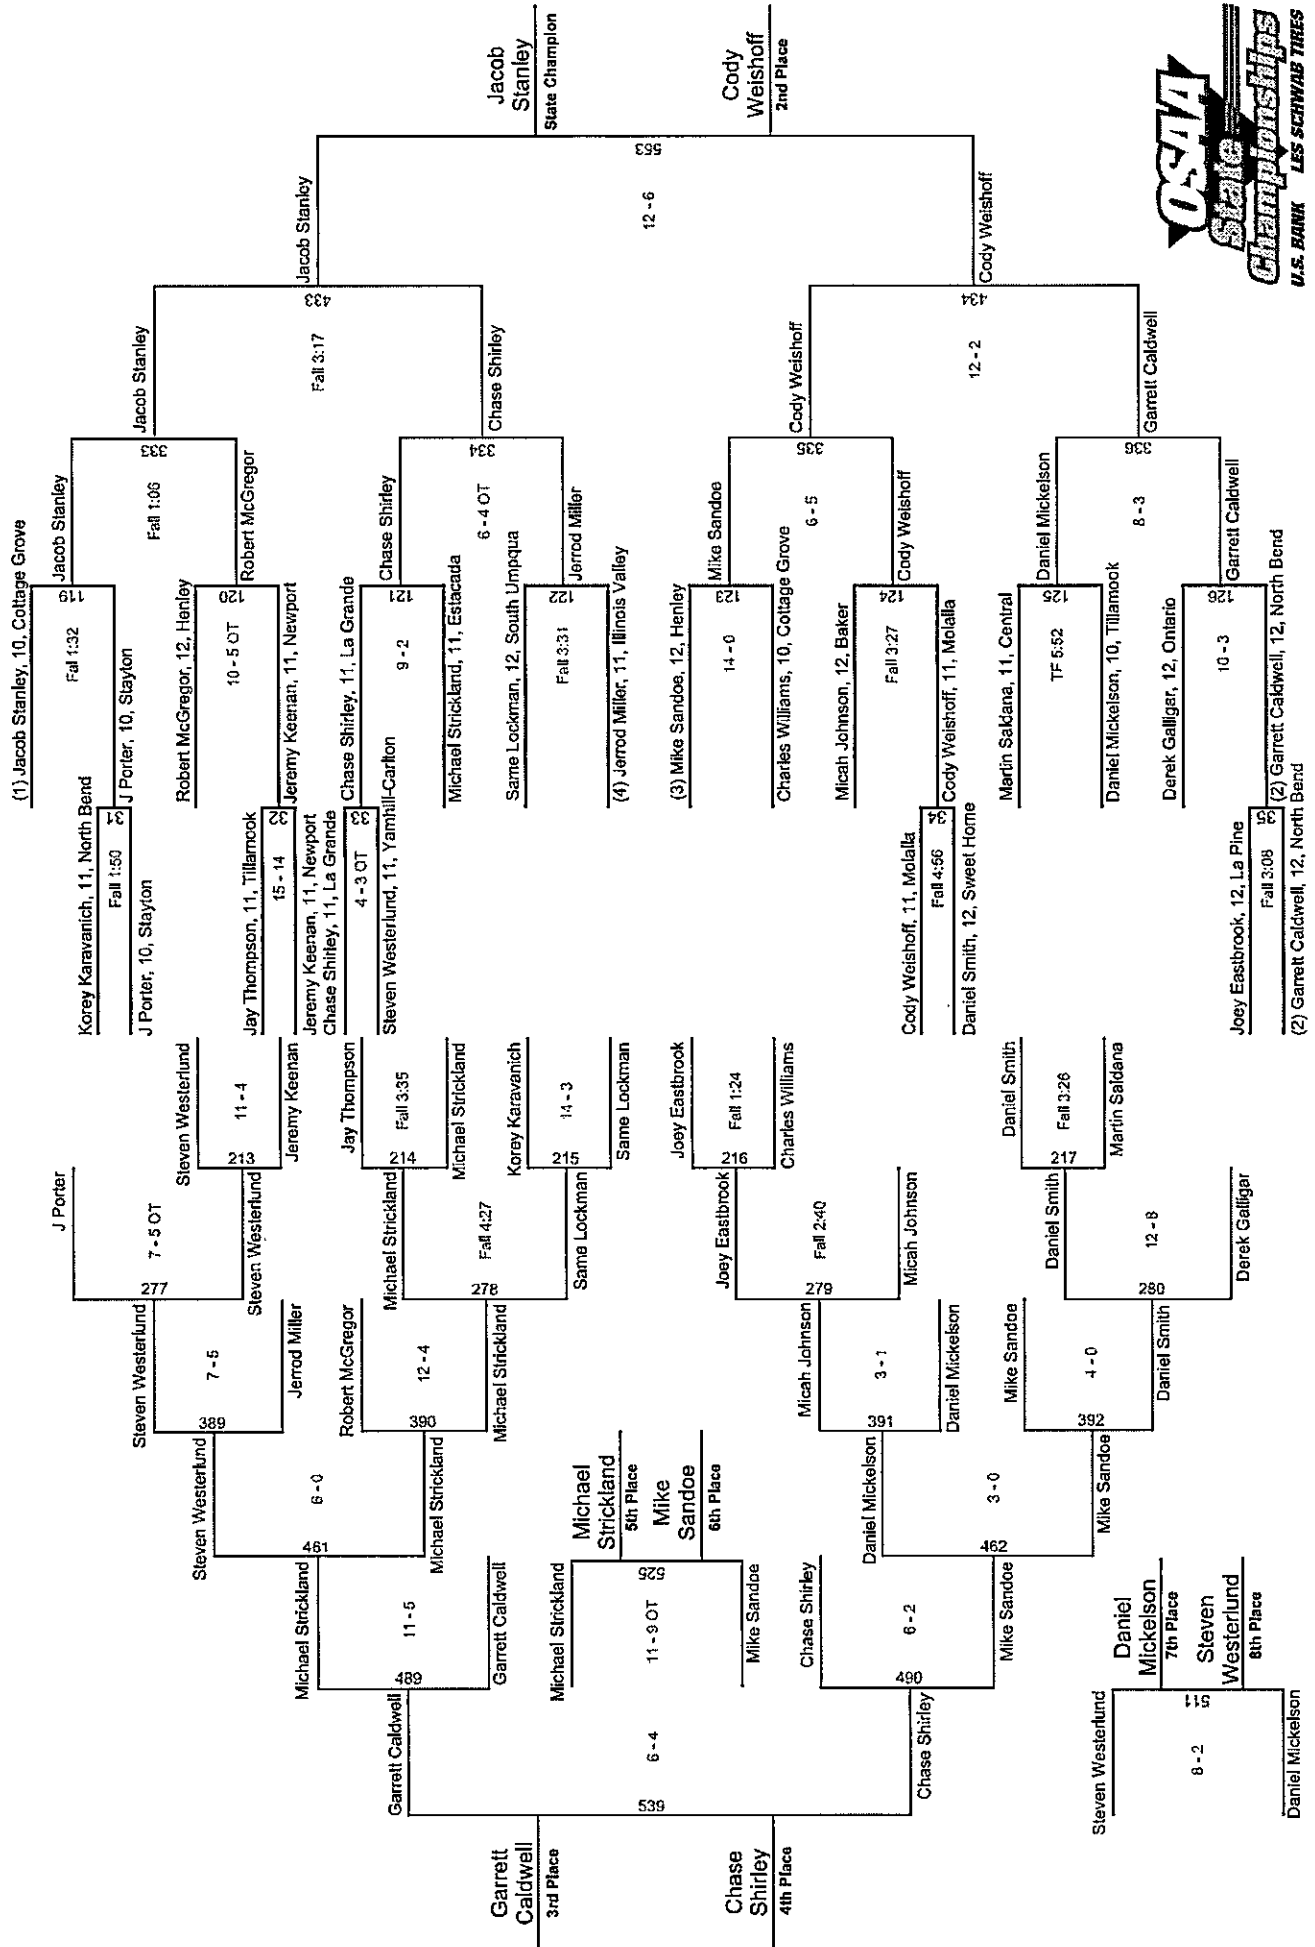 (1) Jacob Stanley, 10, Cottage Grove
Jacob Stanley
119
Fall 1:32
Korey Karavanich, 11, North Bend
31
Fall 1:50
J Porter, 10, Stayton
J Porter, 10, Stayton
Jacob Stanley
333
Fall 1:06
Robert McGregor, 12, Henley
Robert McGregor
120
10 - 5 OT
Jay Thompson, 11, Tillamook
32
15 - 14
Jeremy Keenan, 11, Newport
Jeremy Keenan, 11, Newport
Jacob Stanley
433
Fall 3:17
Chase Shirley, 11, La Grande
33
4 - 3 OT
Steven Westerlund, 11, Yamhill-Carlton
Chase Shirley, 11, La Grande
Chase Shirley
121
9 - 2
Michael Strickland, 11, Estacada
Chase Shirley
334
6 - 4 OT
Same Lockman, 12, South Umpqua
Jerrod Miller
122
Fall 3:31
(4) Jerrod Miller, 11, Illinois Valley
Jacob
Stanley
State Champion
553
12 - 6
Cody
Weishoff
2nd Place
(3) Mike Sandoe, 12, Henley
Mike Sandoe
123
14 - 0
Charles Williams, 10, Cottage Grove
Cody Weishoff
335
6 - 5
Micah Johnson, 12, Baker
Cody Weishoff
124
Fall 3:27
Cody Weishoff, 11, Molalla
Cody Weishoff, 11, Molalla
34
Fall 4:56
Daniel Smith, 12, Sweet Home
Cody Weishoff
434
12 - 2
Martin Saldana, 11, Central
Daniel Mickelson
125
TF 5:52
Daniel Mickelson, 10, Tillamook
Garrett Caldwell
336
8 - 3
Derek Galligar, 12, Ontario
Garrett Caldwell
126
10 - 3
(2) Garrett Caldwell, 12, North Bend
Joey Eastbrook, 12, La Pine
35
Fall 3:08
(2) Garrett Caldwell, 12, North Bend
J Porter
277
7 - 5 OT
Steven Westerlund
Steven Westerlund
213
11 - 4
Jeremy Keenan
Steven Westerlund
389
7 - 5
Jerrod Miller
Jay Thompson
214
Fall 3:35
Michael Strickland
Michael Strickland
278
Fall 4:27
Same Lockman
Korey Karavanich
215
14 - 3
Same Lockman
Robert McGregor
390
12 - 4
Michael Strickland
Steven Westerlund
461
6 - 0
Michael Strickland
Michael Strickland
489
11 - 5
Garrett Caldwell
Joey Eastbrook
216
Fall 1:24
Charles Williams
Joey Eastbrook
279
Fall 2:40
Micah Johnson
Micah Johnson
391
3 - 1
Daniel Mickelson
Daniel Smith
217
Fall 3:26
Martin Saldana
Daniel Smith
280
12 - 8
Derek Galligar
Mike Sandoe
392
4 - 0
Daniel Smith
Daniel Mickelson
462
3 - 0
Mike Sandoe
Chase Shirley
490
6 - 2
Mike Sandoe
Garrett Caldwell
539
6 - 4
Chase Shirley
Garrett
Caldwell
3rd Place
Chase
Shirley
4th Place
Michael Strickland
525
11 - 9 OT
Mike Sandoe
Michael
Strickland
5th Place
Mike
Sandoe
6th Place
Steven Westerlund
511
8 - 2
Daniel Mickelson
Daniel
Mickelson
7th Place
Steven
Westerlund
8th Place
OSAA
State
Championships
U.S. BANK LES SCHWAB TIRES